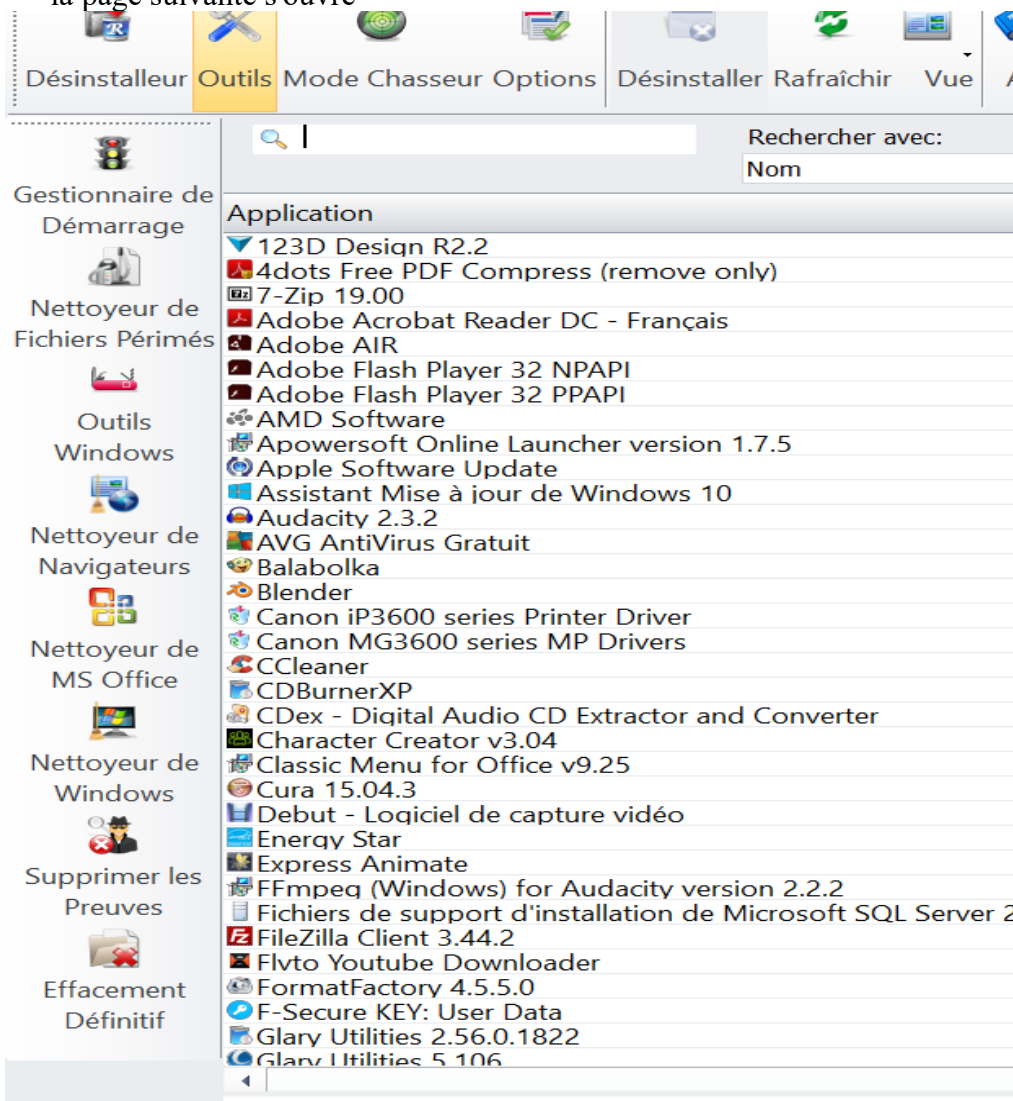 la page suivante s'ouvre
Désinstalleur Outils Mode Chasseur Options Désinstaller Rafraîchir Vue
Rechercher avec:
Nom
Gestionnaire de
Démarrage
Nettoyeur de
Fichiers Périmés
Outils
Windows
Nettoyeur de
Navigateurs
Nettoyeur de
MS Office
Nettoyeur de
Windows
Supprimer les
Preuves
Effacement
Définitif
Application
123D Design R2.2
4dots Free PDF Compress (remove only)
7-Zip 19.00
Adobe Acrobat Reader DC - Français
Adobe AIR
Adobe Flash Player 32 NPAPI
Adobe Flash Player 32 PPAPI
AMD Software
Apowersoft Online Launcher version 1.7.5
Apple Software Update
Assistant Mise à jour de Windows 10
Audacity 2.3.2
AVG AntiVirus Gratuit
Balabolka
Blender
Canon iP3600 series Printer Driver
Canon MG3600 series MP Drivers
CCleaner
CDBurnerXP
CDex - Digital Audio CD Extractor and Converter
Character Creator v3.04
Classic Menu for Office v9.25
Cura 15.04.3
Debut - Logiciel de capture vidéo
Energy Star
Express Animate
FFmpeg (Windows) for Audacity version 2.2.2
Fichiers de support d'installation de Microsoft SQL Server 2
FileZilla Client 3.44.2
Flvto Youtube Downloader
FormatFactory 4.5.5.0
F-Secure KEY: User Data
Glary Utilities 2.56.0.1822
Glary Utilities 5.106